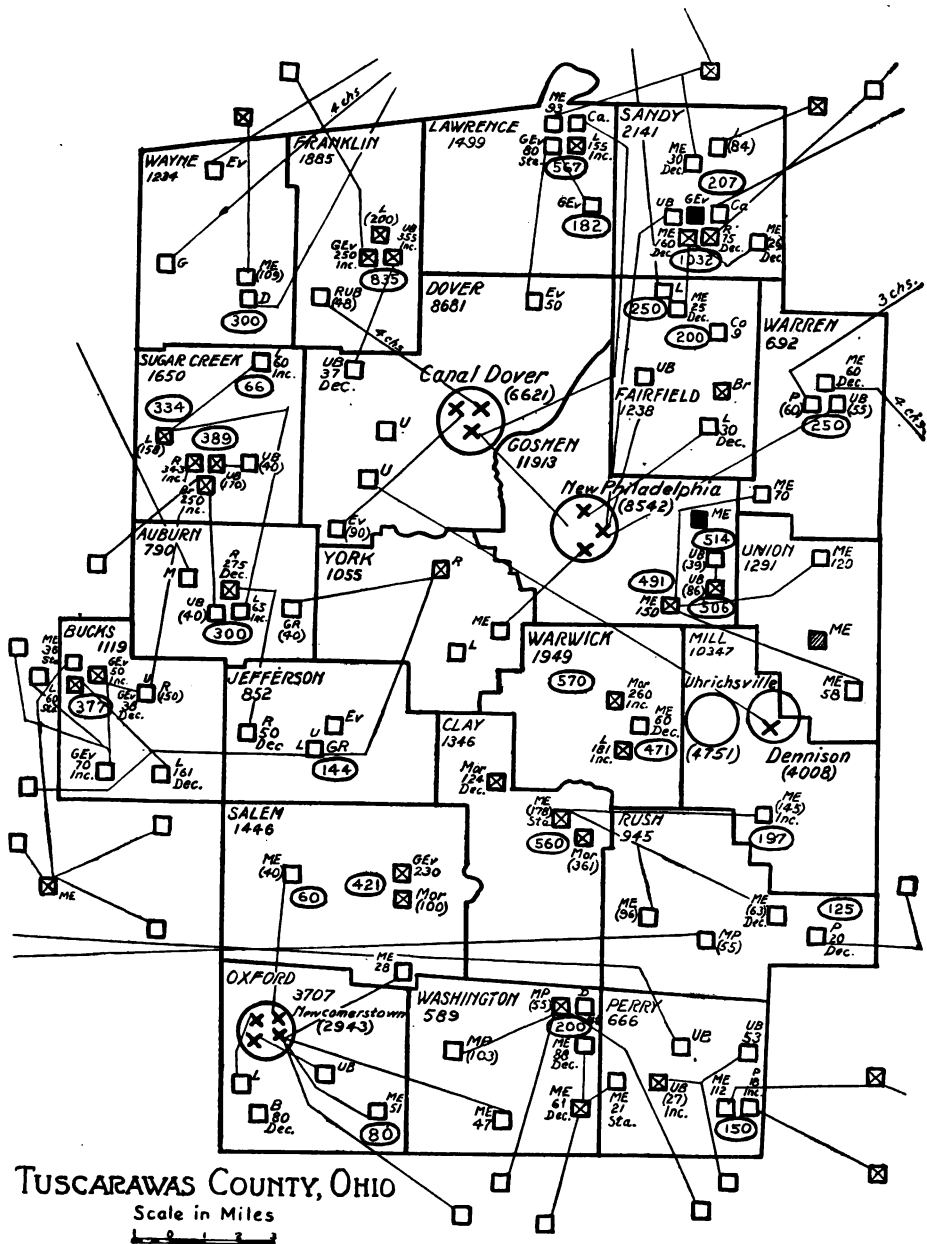 4 chs.
WAYNE
1234
Ev
G
ME
(109)
D
300
FRANKLIN
1885
L
(200)
GEv
250
Inc.
UB
355
Inc.
835
RUB
(48)
UB
37
Dec.
LAWRENCE
1499
ME
93
Ca.
GEv
80
Sta.
L
155
Inc.
567
GEv
182
SANDY
2141
L
(84)
ME
30
Dec.
207
UB
GEv
Ca
ME
160
Dec.
R
75
Dec.
1032
ME
Dec.
DOVER
8681
Ev
50
4 chs.
Canal Dover
(6621)
U
U
Ev
(90)
250
L
ME
25
Dec.
200
Co
9
UB
FAIRFIELD
1238
Br
L
30
Dec.
3 chs.
WARREN
692
ME
60
Dec.
P
(60)
UB
(55)
250
4 chs.
SUGAR CREEK
1650
L
60
Inc.
66
334
L
(158)
389
R
343
Inc.
UB
(170)
UB
(40)
Br
250
Inc.
GOSHEN
11913
New Philadelphia
(8542)
ME
514
UB
(39)
491
UB
(86)
ME
150
306
ME
ME
70
UNION
1291
ME
120
ME
ME
58
AUBURN
790
M
R
275
Dec.
UB
(40)
L
65
Inc.
300
GR
(40)
YORK
1055
R
L
BUCKS
1119
ME
36
Sta.
GEv
50
Inc.
L
60
Sta.
377
GEv
38
Dec.
U
R
(50)
GEv
70
Inc.
L
161
Dec.
JEFFERSON
852
R
50
Dec
Ev
U
L
GR
144
WARWICK
1949
570
Mor
260
Inc.
ME
60
Dec.
L
181
Inc.
471
MILL
10347
Uhrichsville
(4751)
Dennison
(4008)
ME
(145)
Inc.
197
CLAY
1346
Mor
124
Dec.
ME
(178)
Sta.
560
Mor
(361)
RUSH
945
ME
(96)
ME
(63)
Dec.
125
MP
(55)
P
20
Dec.
SALEM
1446
ME
(40)
60
421
GEv
230
Mor
(100)
ME
28
ME
OXFORD
3707
Newcomerstown
(2943)
L
UB
B
80
Dec.
ME
51
80
WASHINGTON
589
MP
(55)
D
200
MP
(103)
ME
88
Dec.
ME
61
Dec.
ME
47
PERRY
666
UB
UB
53
ME
21
Sta.
UB
(27)
Inc.
ME
112
P
18
Inc.
150
TUSCARAWAS COUNTY, OHIO
Scale in Miles
1 0 1 2 3